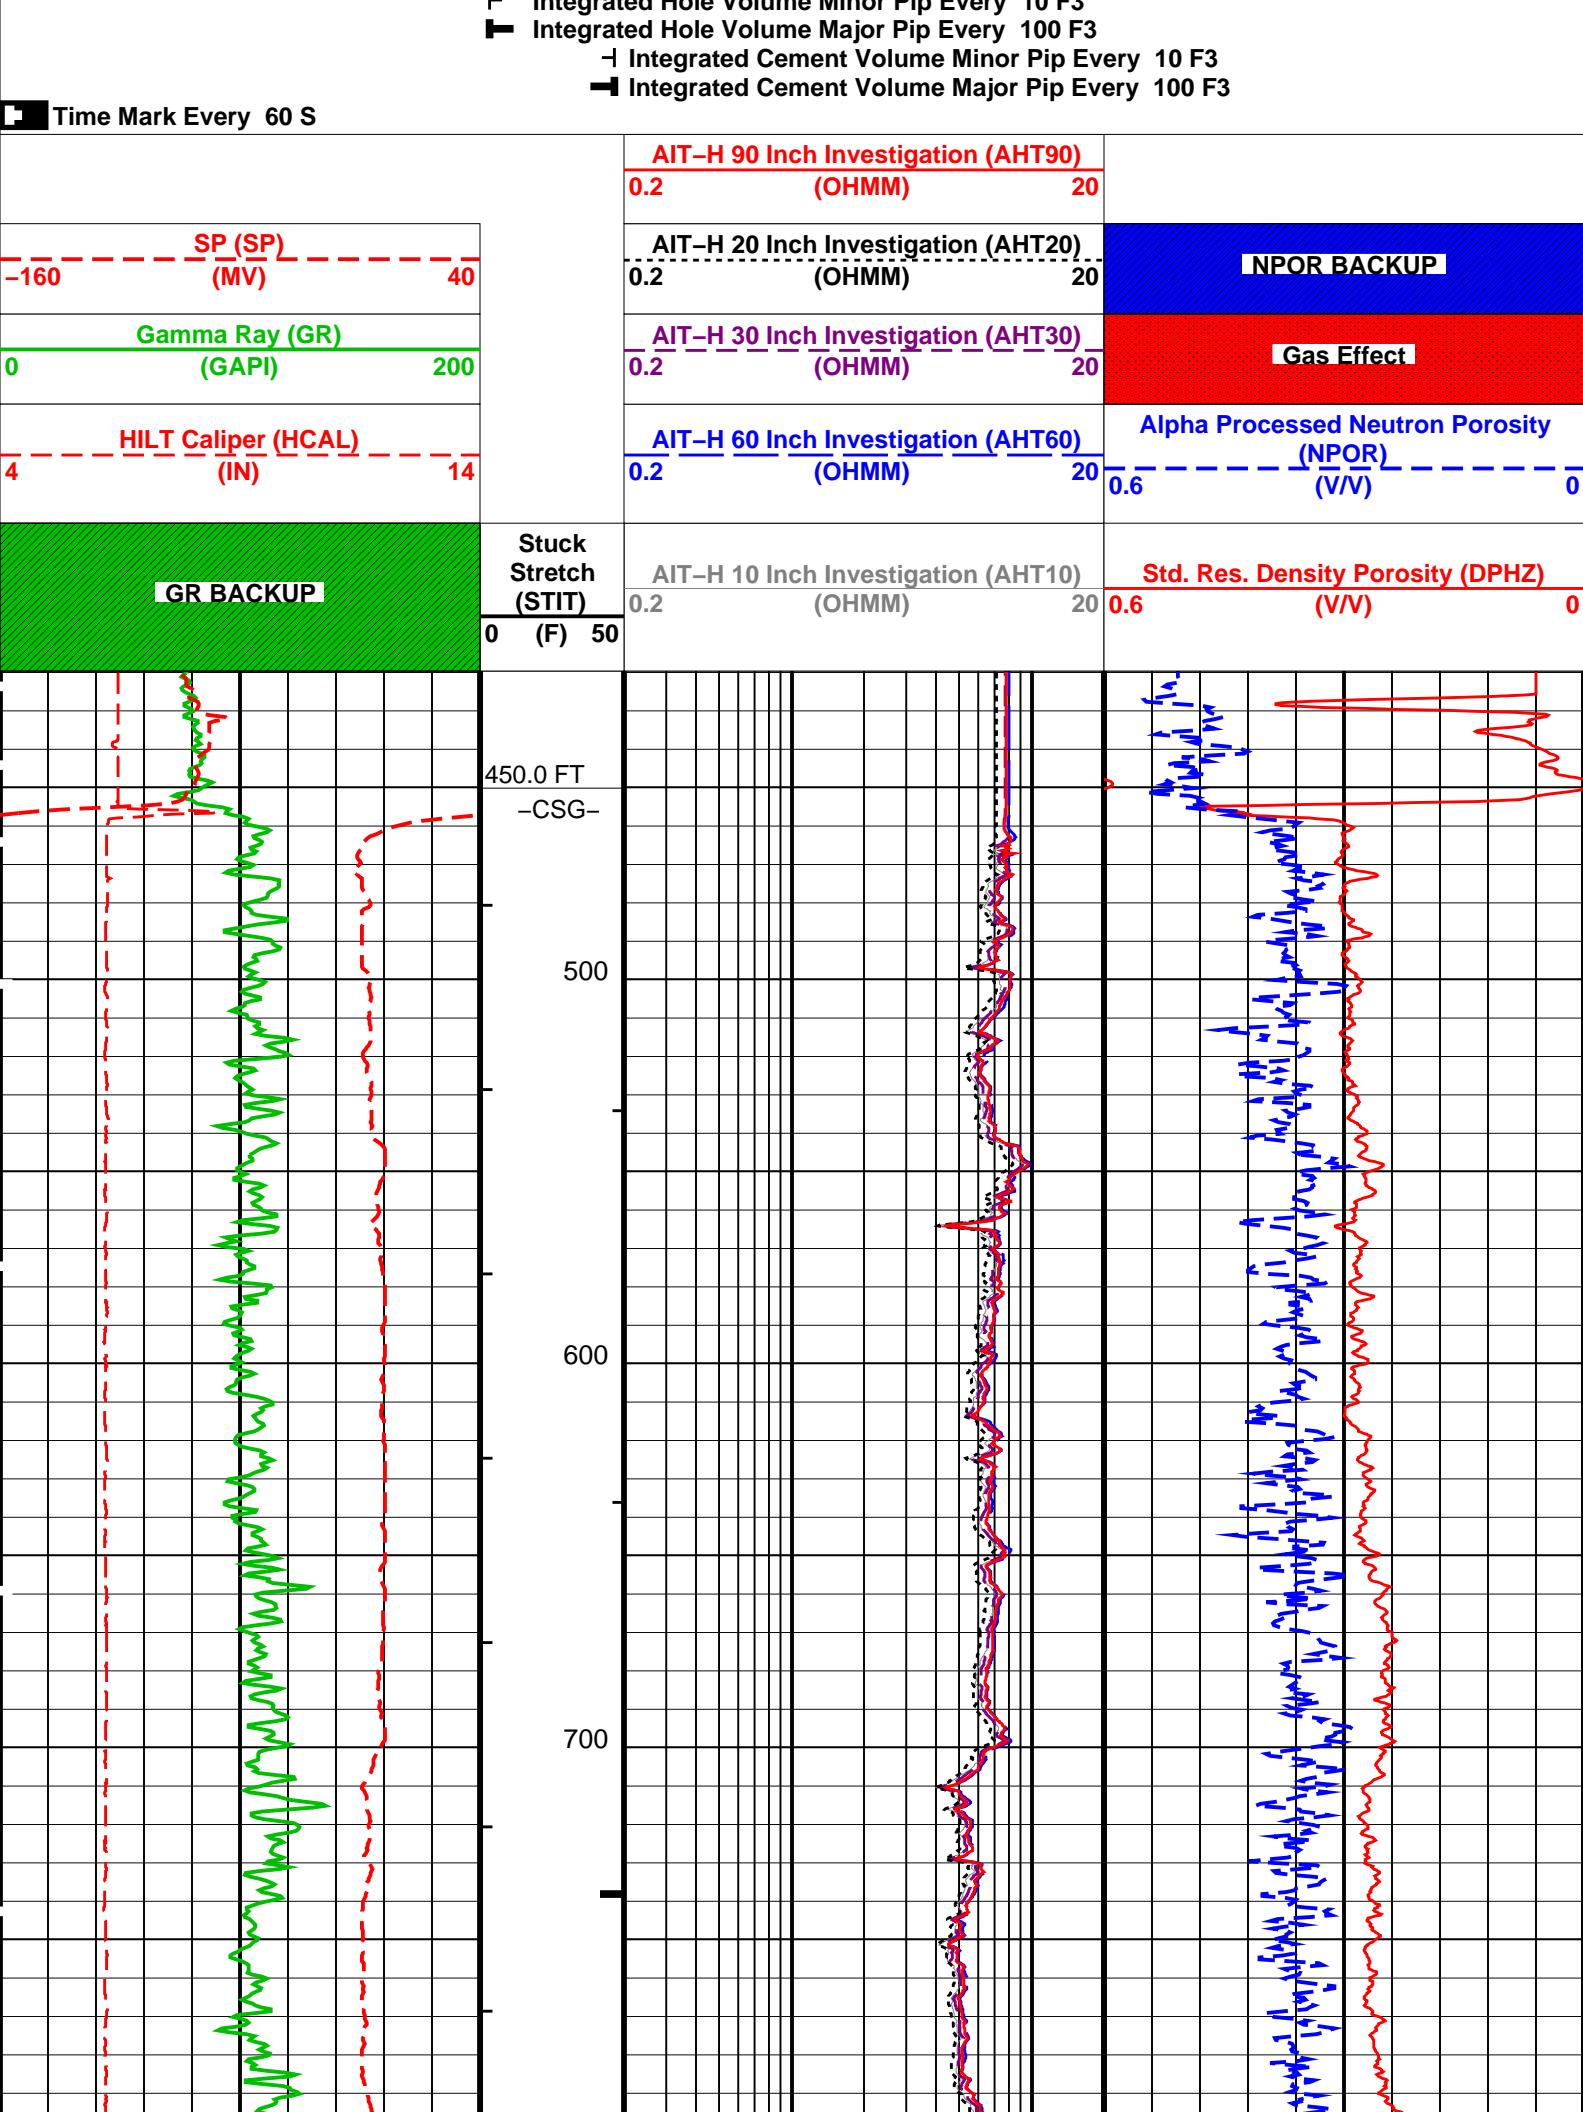 Integrated Hole Volume Minor Pip Every 10 F3
Integrated Hole Volume Major Pip Every 100 F3
Integrated Cement Volume Minor Pip Every 10 F3
Integrated Cement Volume Major Pip Every 100 F3
Time Mark Every 60 S
AIT−H 90 Inch Investigation (AHT90)
0.2 (OHMM) 20
SP (SP)
−160 (MV) 40
AIT−H 20 Inch Investigation (AHT20)
0.2 (OHMM) 20
NPOR BACKUP
Gamma Ray (GR)
0 (GAPI) 200
AIT−H 30 Inch Investigation (AHT30)
0.2 (OHMM) 20
Gas Effect
HILT Caliper (HCAL)
4 (IN) 14
AIT−H 60 Inch Investigation (AHT60)
0.2 (OHMM) 20
Alpha Processed Neutron Porosity
(NPOR)
0.6 (V/V) 0
GR BACKUP
Stuck
Stretch
(STIT)
0 (F) 50
AIT−H 10 Inch Investigation (AHT10)
0.2 (OHMM) 20
Std. Res. Density Porosity (DPHZ)
0.6 (V/V) 0
450.0 FT
−CSG−
500
600
700